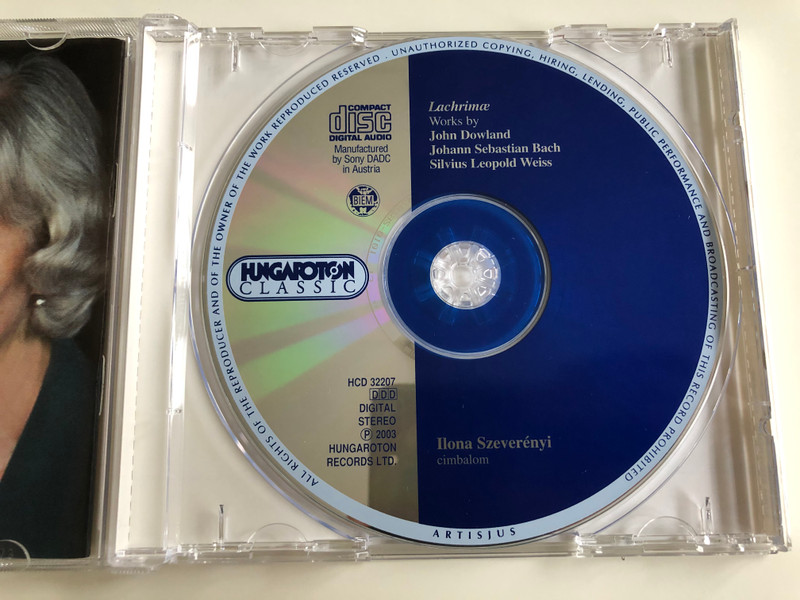 ALL RIGHTS OF THE REPRODUCER AND OF THE OWNER OF THE WORK REPRODUCED RESERVED . UNAUTHORIZED COPYING, HIRING, LENDING, PUBLIC PERFORMANCE AND BROADCASTING OF THIS RECORD PROHIBITED
COMPACT
disc
DIGITAL AUDIO
Manufactured
by Sony DADC
in Austria
BIEM
HUNGAROTON
CLASSIC
HCD 32207
DDD
DIGITAL
STEREO
Ⓟ 2003
HUNGAROTON
RECORDS LTD.
Lachrimæ
Works by
John Dowland
Johann Sebastian Bach
Silvius Leopold Weiss
Ilona Szeverényi
cimbalom
ARTISJUS